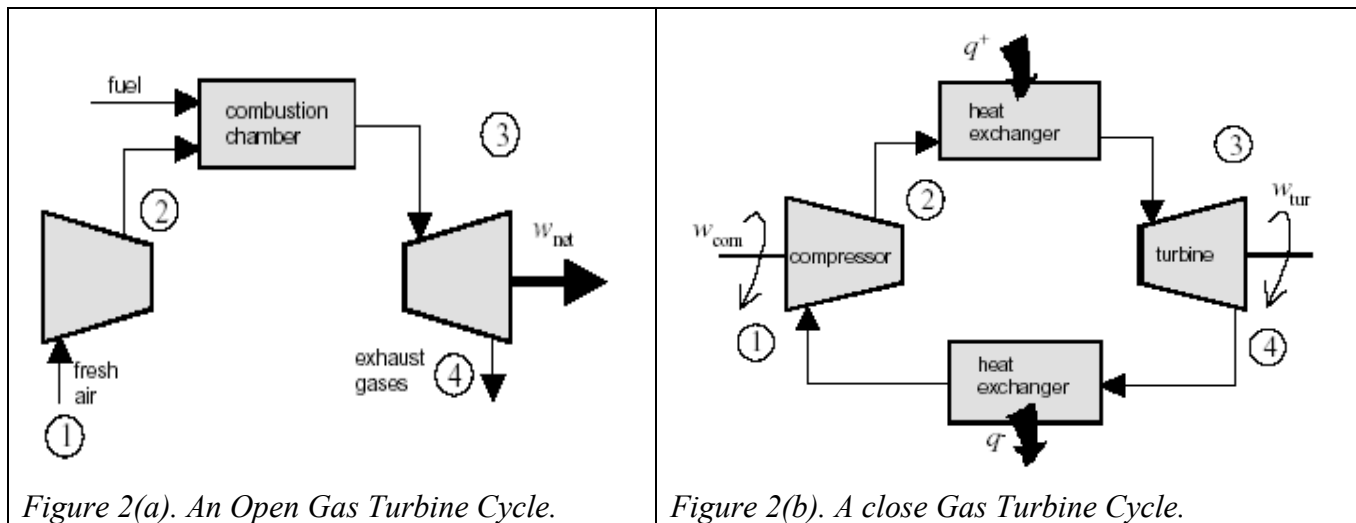 fuel
combustion
chamber
3
2
w_net
exhaust
gases
4
fresh
air
1
Figure 2(a). An Open Gas Turbine Cycle.
q+
heat
exchanger
3
2
w_com
w_tur
compressor
turbine
1
4
heat
exchanger
q-
Figure 2(b). A close Gas Turbine Cycle.